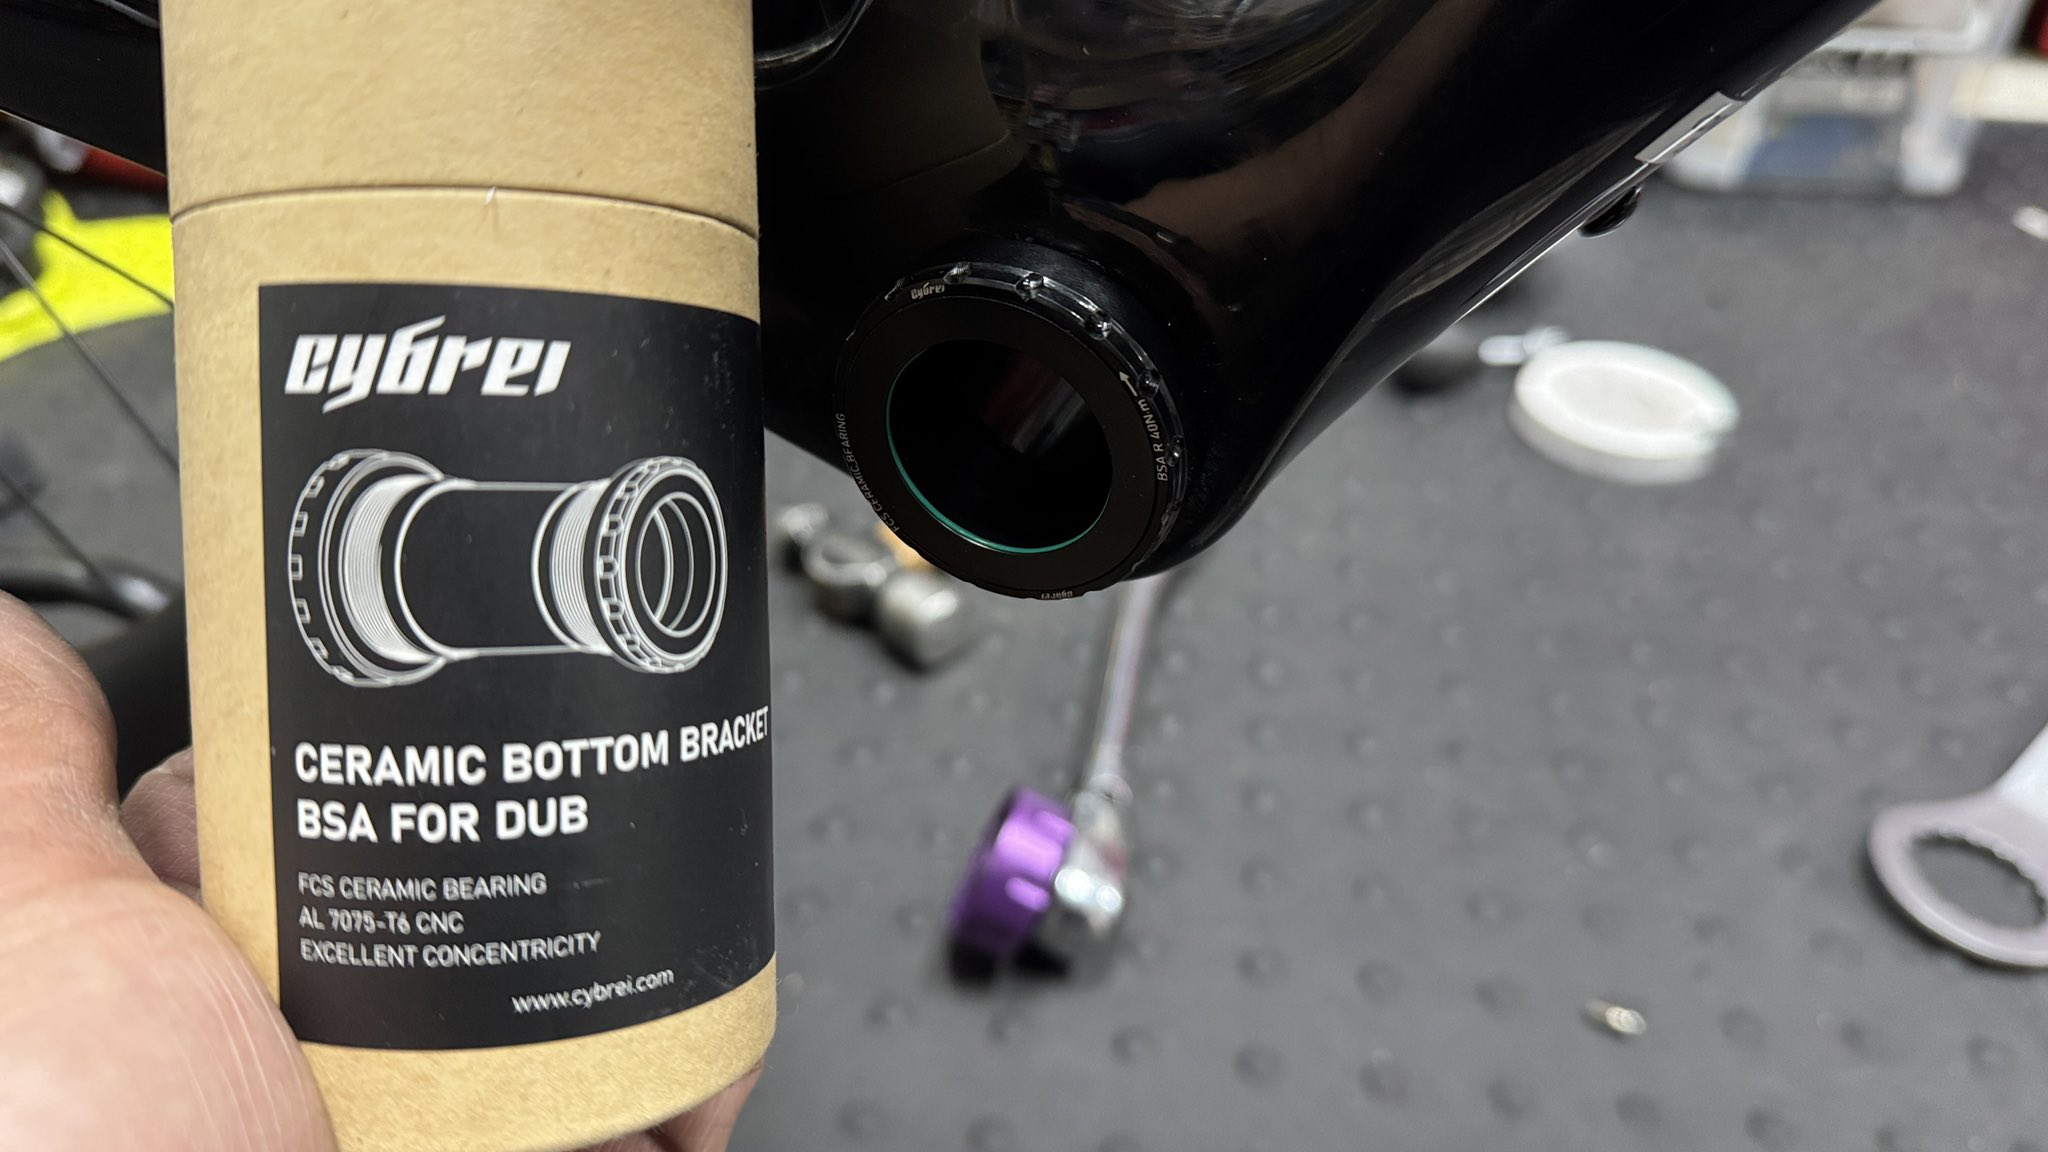 cybrei
CERAMIC BOTTOM BRACKET
BSA FOR DUB
FCS CERAMIC BEARING
AL 7075-T6 CNC
EXCELLENT CONCENTRICITY
www.cybrei.com
cybrei
BSA R 40Nm
FCS CERAMIC BEARING
cybrei